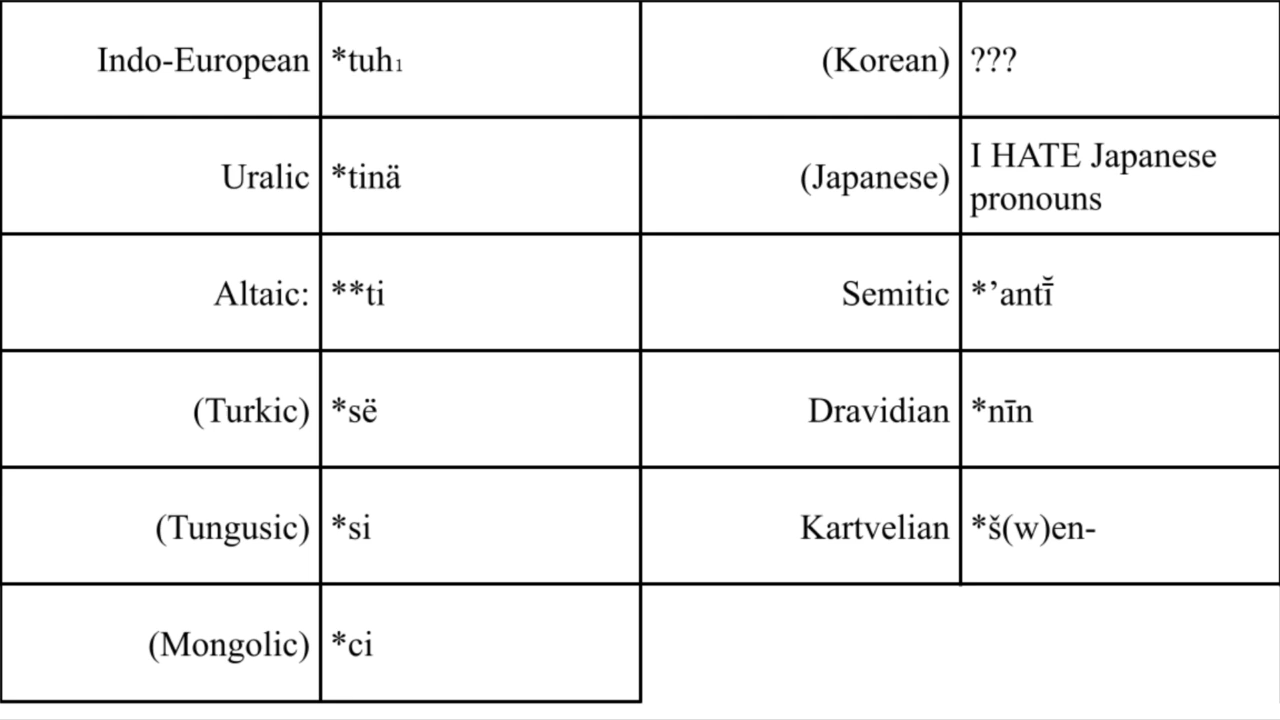 Indo-European *tuh₁ (Korean) ???
Uralic *tinä (Japanese) I HATE Japanese
pronouns
Altaic: **ti Semitic *’antī̆
(Turkic) *së Dravidian *nīn
(Tungusic) *si Kartvelian *š(w)en-
(Mongolic) *ci